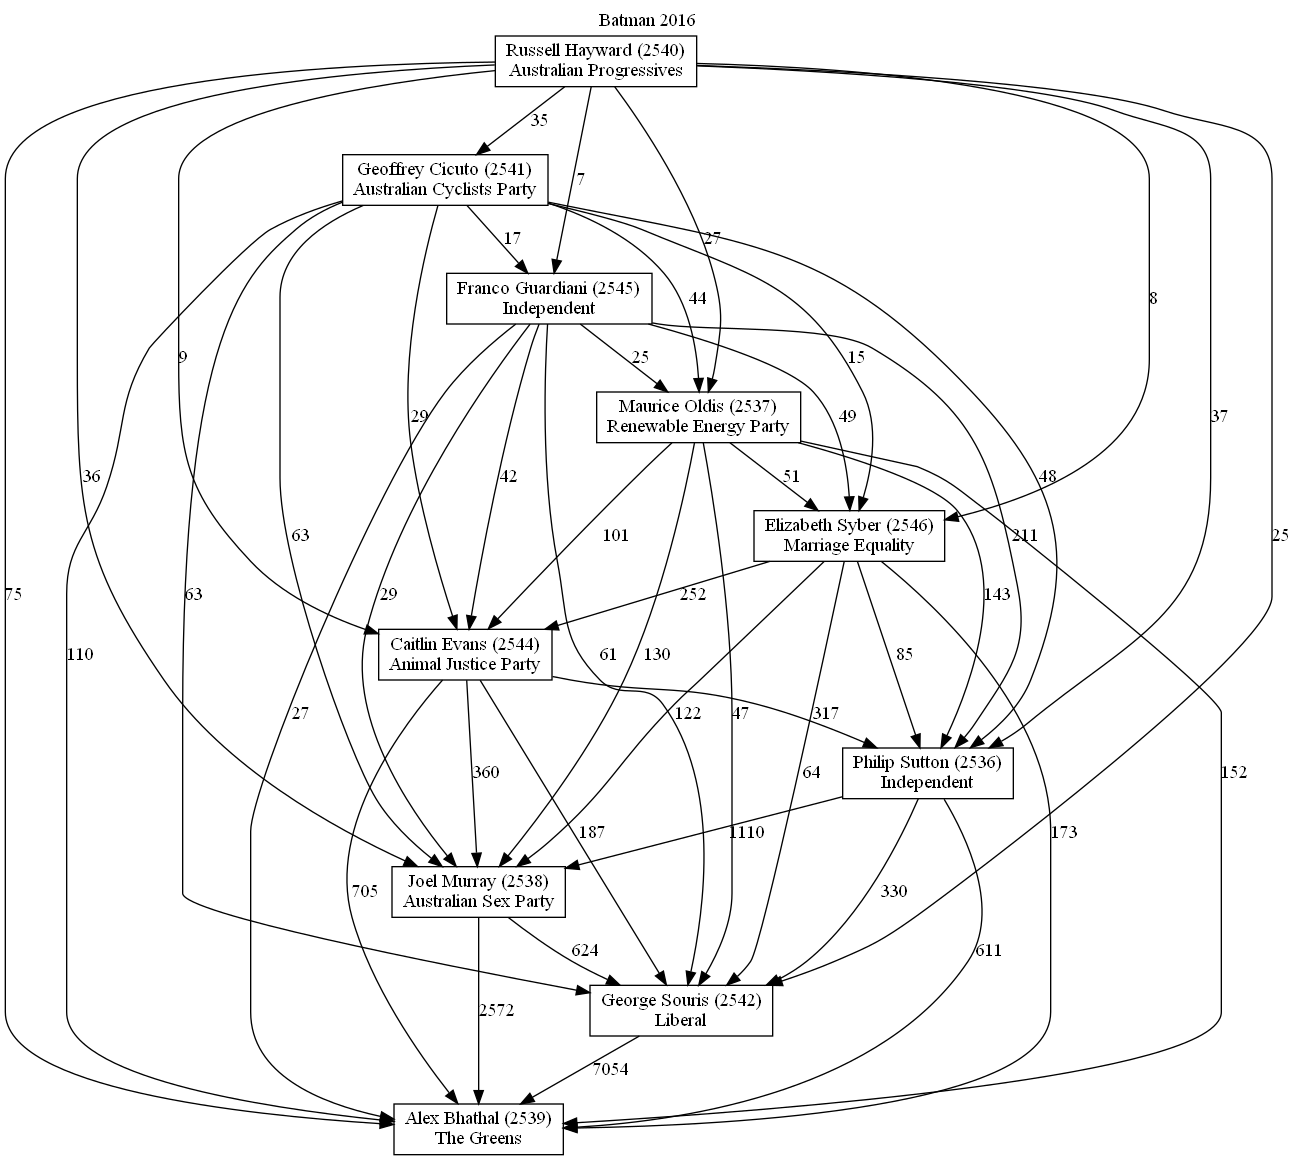 Batman 2016
Russell Hayward (2540)
Australian Progressives
35
Geoffrey Cicuto (2541)
Australian Cyclists Party
7
17
27
Franco Guardiani (2545)
Independent
44
8
9
25
15
Maurice Oldis (2537)
Renewable Energy Party
29
49
37
36
42
51
48
Elizabeth Syber (2546)
Marriage Equality
63
101
211
25
75
63
29
252
143
110
Caitlin Evans (2544)
Animal Justice Party
61
130
85
27
122
47
317
Philip Sutton (2536)
Independent
360
64
152
187
1110
173
Joel Murray (2538)
Australian Sex Party
705
330
624
611
George Souris (2542)
Liberal
2572
7054
Alex Bhathal (2539)
The Greens